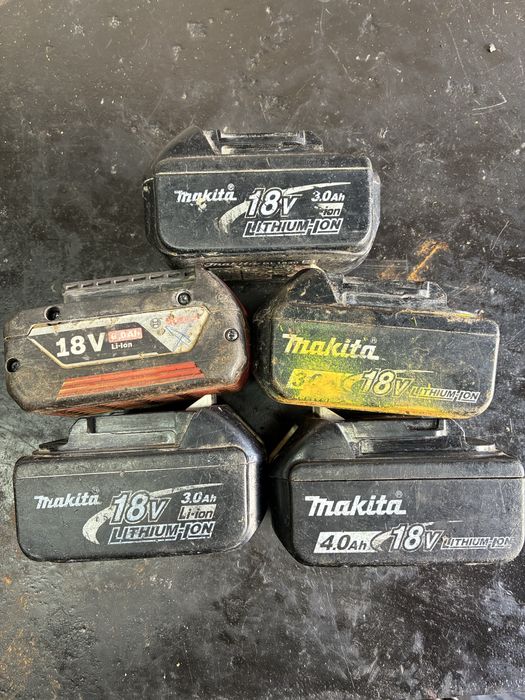 makita® 18V 3.0Ah
Li-ion
LITHIUM-ION
18V
Li-Ion
makita
18V LITHIUM-ION
makita 18V 3.0Ah
Li-ion
LITHIUM-ION
makita®
4.0Ah 18V LITHIUM-ION